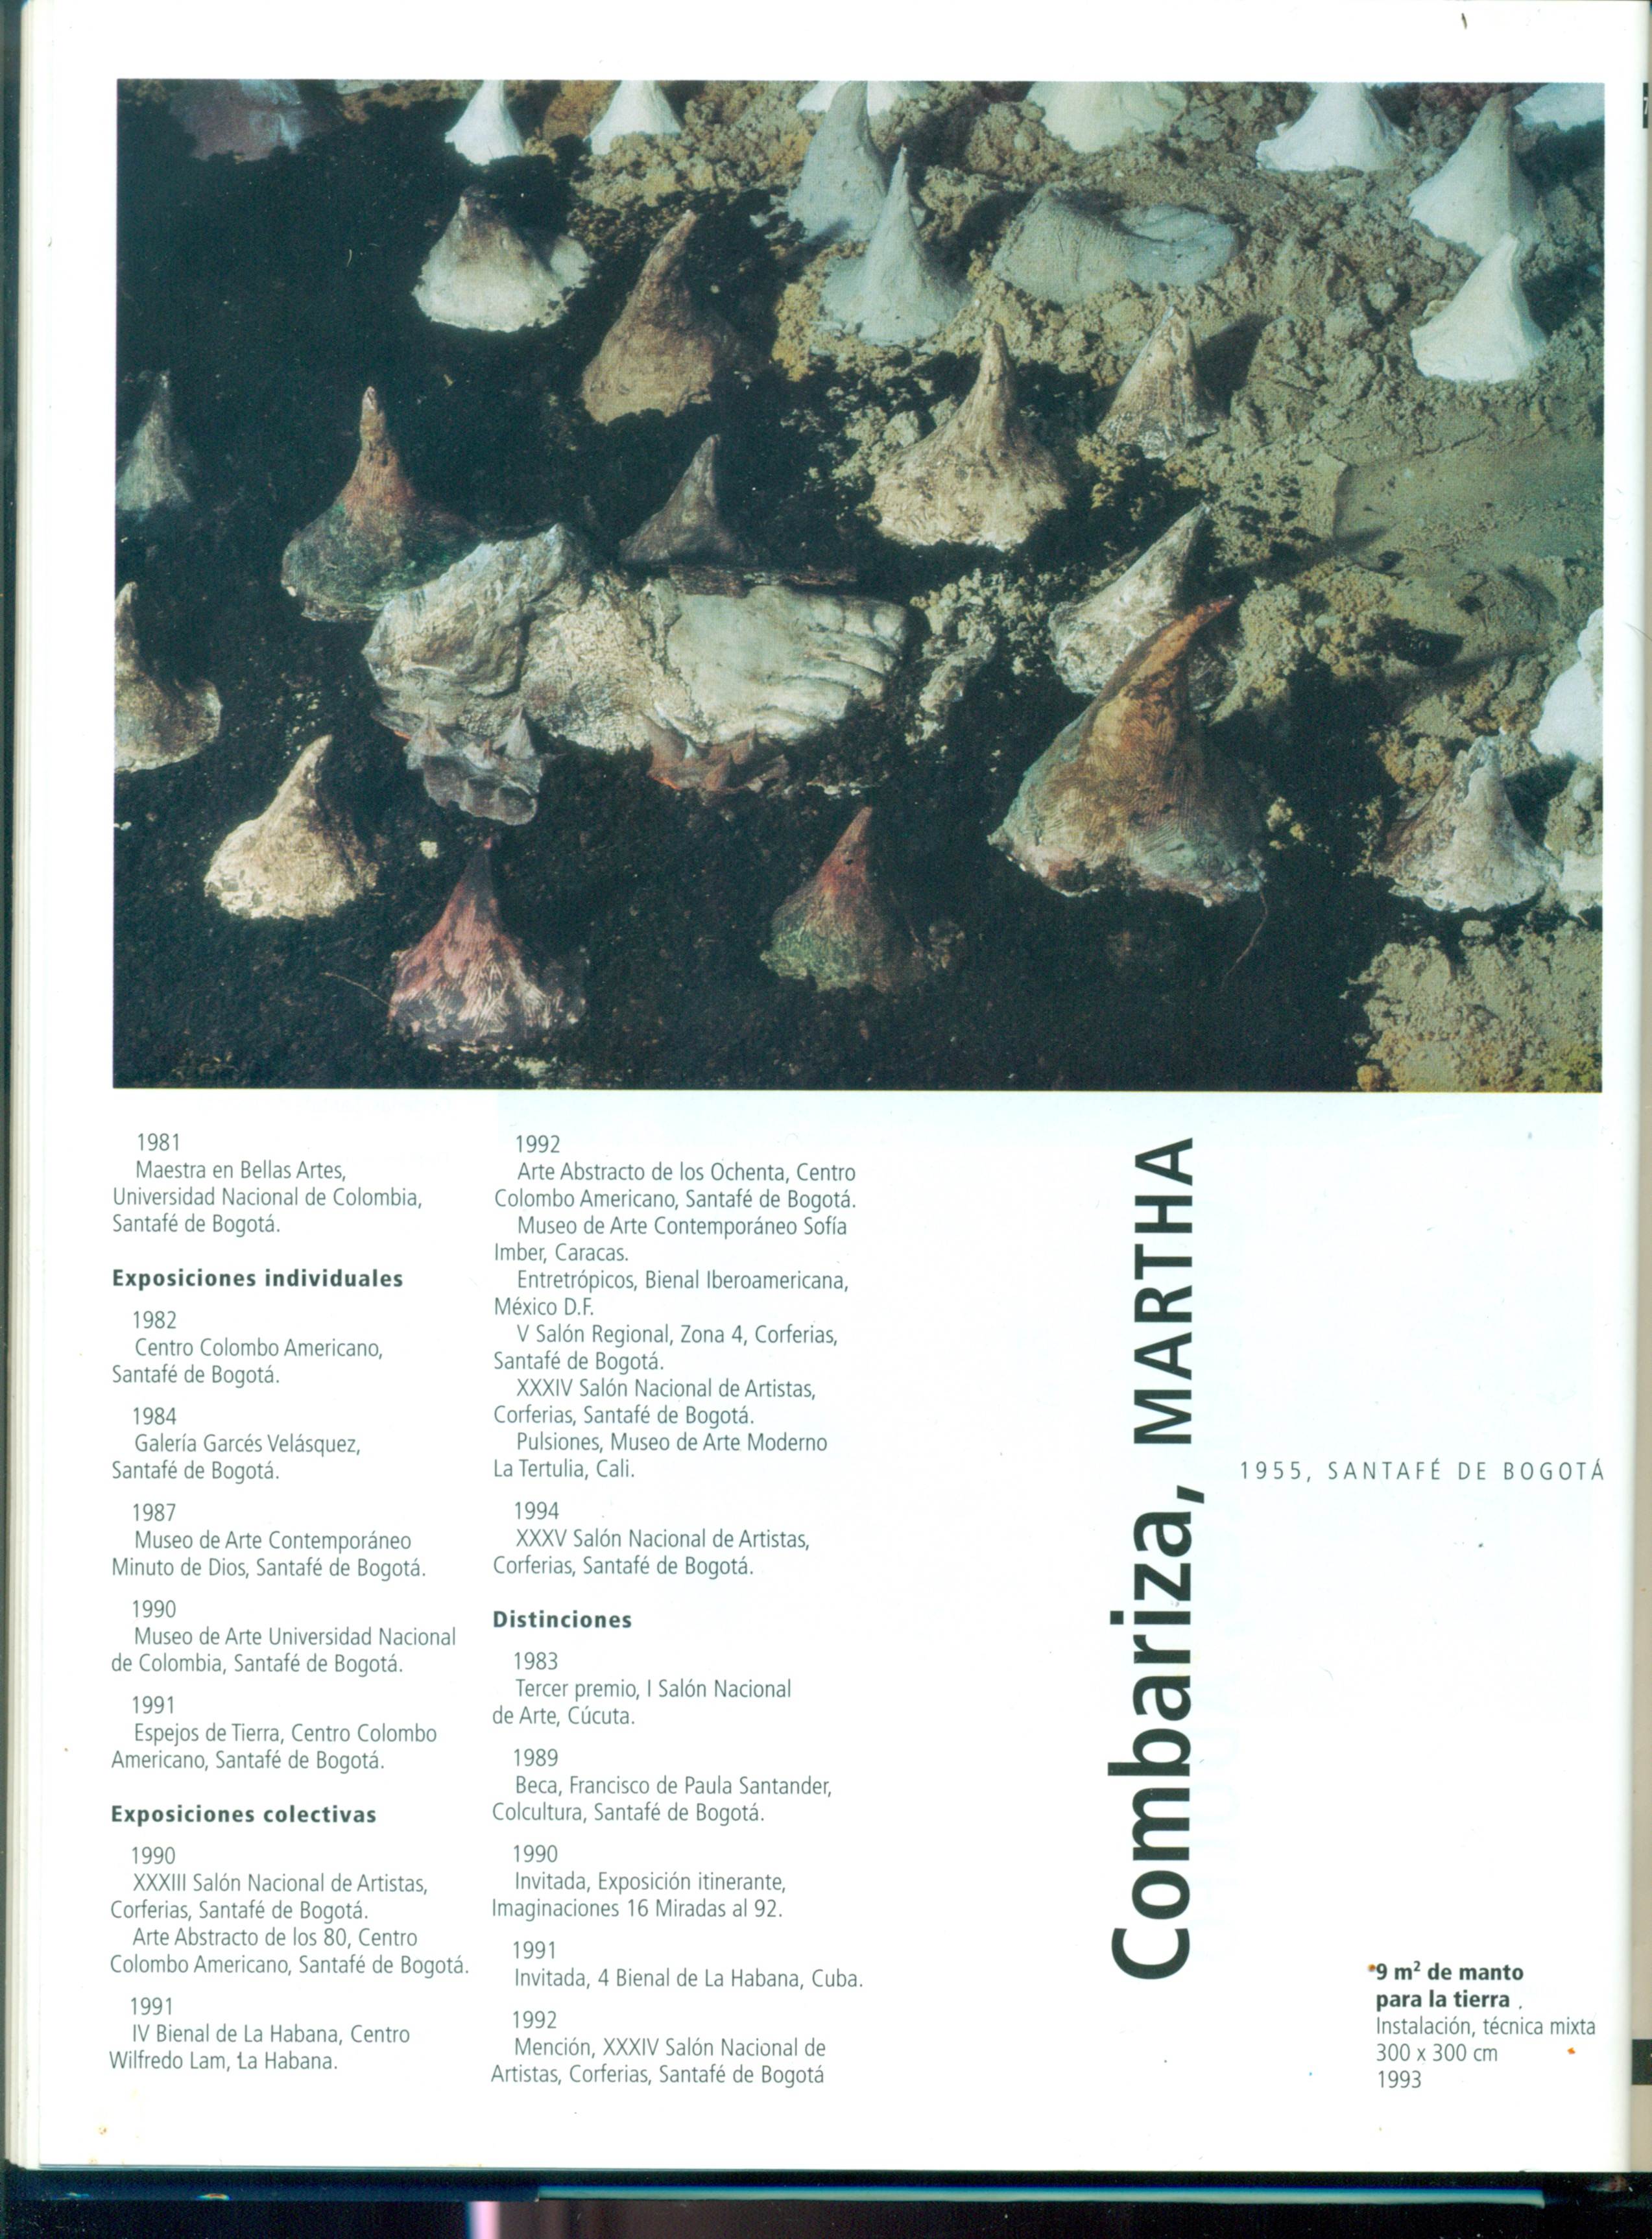 1981
Maestra en Bellas Artes,
Universidad Nacional de Colombia,
Santafé de Bogotá.
Exposiciones individuales
1982
Centro Colombo Americano,
Santafé de Bogotá.
1984
Galería Garcés Velásquez,
Santafé de Bogotá.
1987
Museo de Arte Contemporáneo
Minuto de Dios, Santafé de Bogotá.
1990
Museo de Arte Universidad Nacional
de Colombia, Santafé de Bogotá.
1991
Espejos de Tierra, Centro Colombo
Americano, Santafé de Bogotá.
Exposiciones colectivas
1990
XXXIII Salón Nacional de Artistas,
Corferias, Santafé de Bogotá.
Arte Abstracto de los 80, Centro
Colombo Americano, Santafé de Bogotá.
1991
IV Bienal de La Habana, Centro
Wilfredo Lam, La Habana.
1992
Arte Abstracto de los Ochenta, Centro
Colombo Americano, Santafé de Bogotá.
Museo de Arte Contemporáneo Sofía
Imber, Caracas.
Entretrópicos, Bienal Iberoamericana,
México D.F.
V Salón Regional, Zona 4, Corferias,
Santafé de Bogotá.
XXXIV Salón Nacional de Artistas,
Corferias, Santafé de Bogotá.
Pulsiones, Museo de Arte Moderno
La Tertulia, Cali.
1994
XXXV Salón Nacional de Artistas,
Corferias, Santafé de Bogotá.
Distinciones
1983
Tercer premio, I Salón Nacional
de Arte, Cúcuta.
1989
Beca, Francisco de Paula Santander,
Colcultura, Santafé de Bogotá.
1990
Invitada, Exposición itinerante,
Imaginaciones 16 Miradas al 92.
1991
Invitada, 4 Bienal de La Habana, Cuba.
1992
Mención, XXXIV Salón Nacional de
Artistas, Corferias, Santafé de Bogotá
Combariza, MARTHA
1955, SANTAFÉ DE BOGOTÁ
9 m² de manto
para la tierra
Instalación, técnica mixta
300 x 300 cm
1993